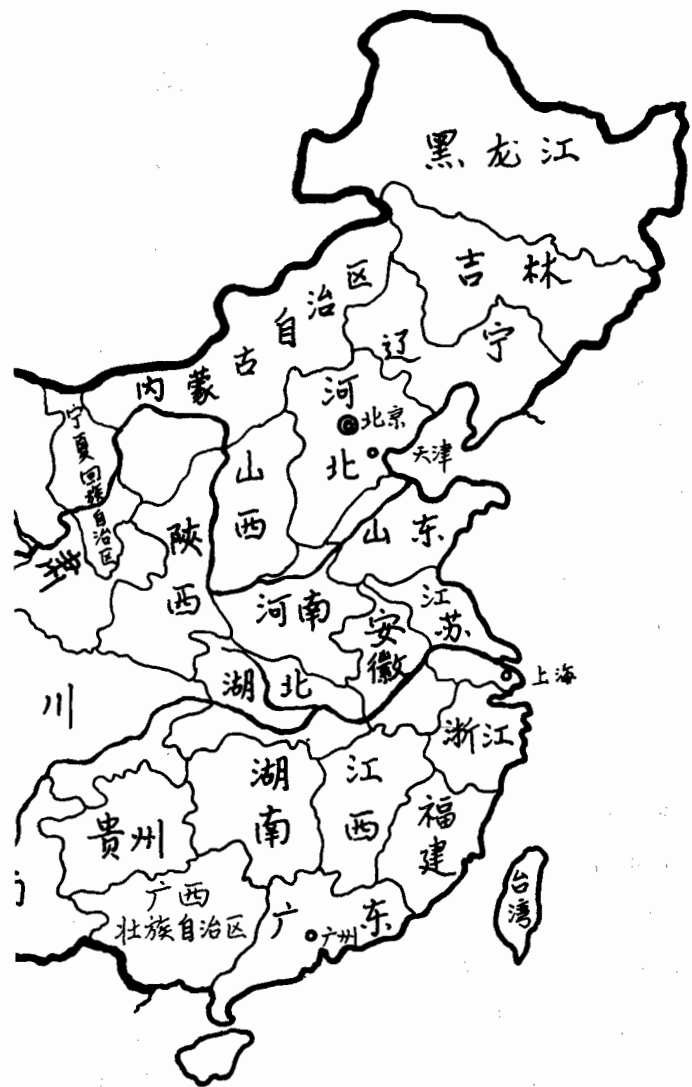 黑龙江
吉林
内蒙古自治区
辽宁
河北
北京
天津
宁夏回族自治区
山西
陕西
山东
河南
江苏
安徽
上海
湖北
川
浙江
湖南
江西
福建
贵州
广西
壮族自治区
广东
广州
台湾